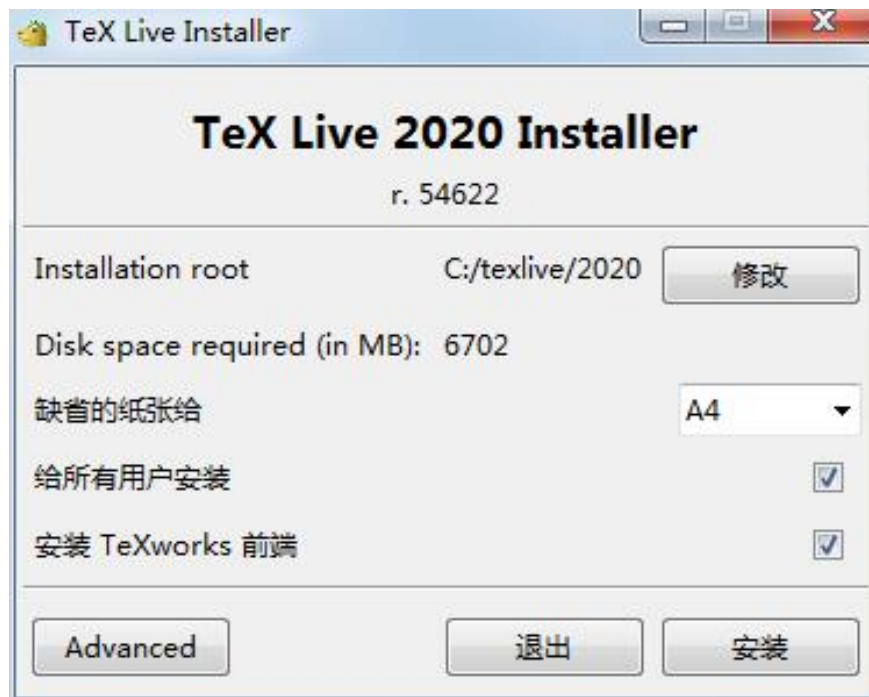 TeX Live Installer
TeX Live 2020 Installer
r. 54622
Installation root C:/texlive/2020 修改
Disk space required (in MB): 6702
缺省的纸张给 A4
给所有用户安装
安装 TeXworks 前端
Advanced 退出 安装